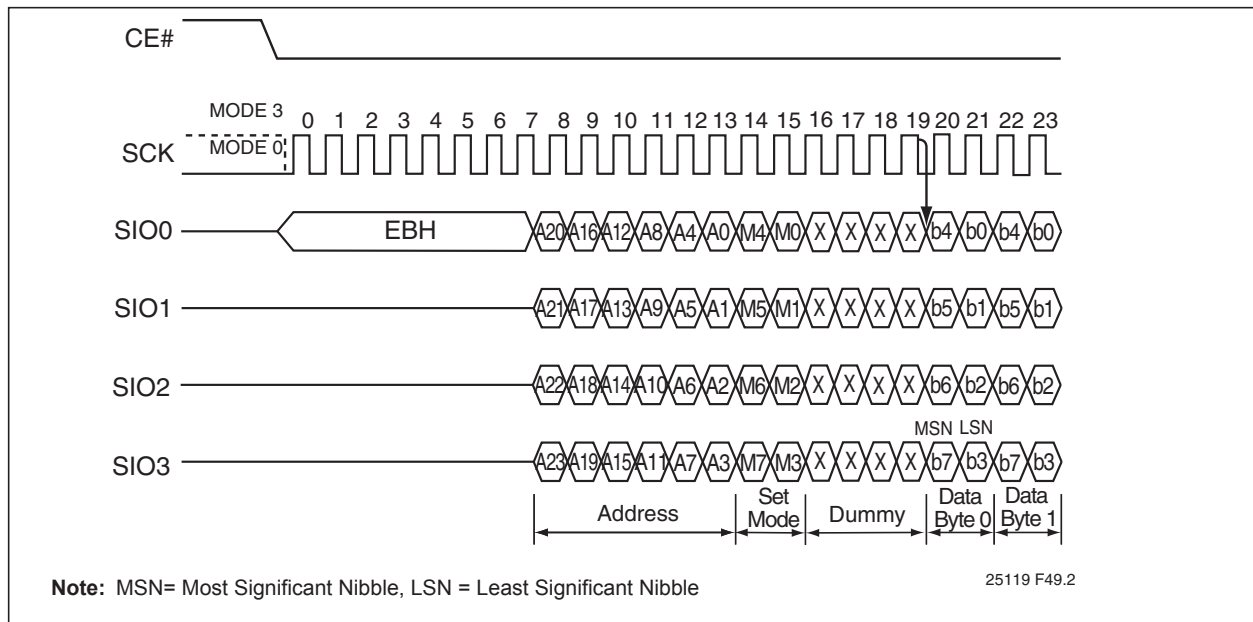 CE#
MODE 3
0 1 2 3 4 5 6 7 8 9 10 11 12 13 14 15 16 17 18 19 20 21 22 23
SCK
MODE 0
SIO0 EBH A20 A16 A12 A8 A4 A0 M4 M0 X X X X b4 b0 b4 b0
SIO1 A21 A17 A13 A9 A5 A1 M5 M1 X X X X b5 b1 b5 b1
SIO2 A22 A18 A14 A10 A6 A2 M6 M2 X X X X b6 b2 b6 b2
MSN LSN
SIO3 A23 A19 A15 A11 A7 A3 M7 M3 X X X X b7 b3 b7 b3
Address
Set
Mode
Dummy
Data
Byte 0
Data
Byte 1
Note: MSN= Most Significant Nibble, LSN = Least Significant Nibble
25119 F49.2